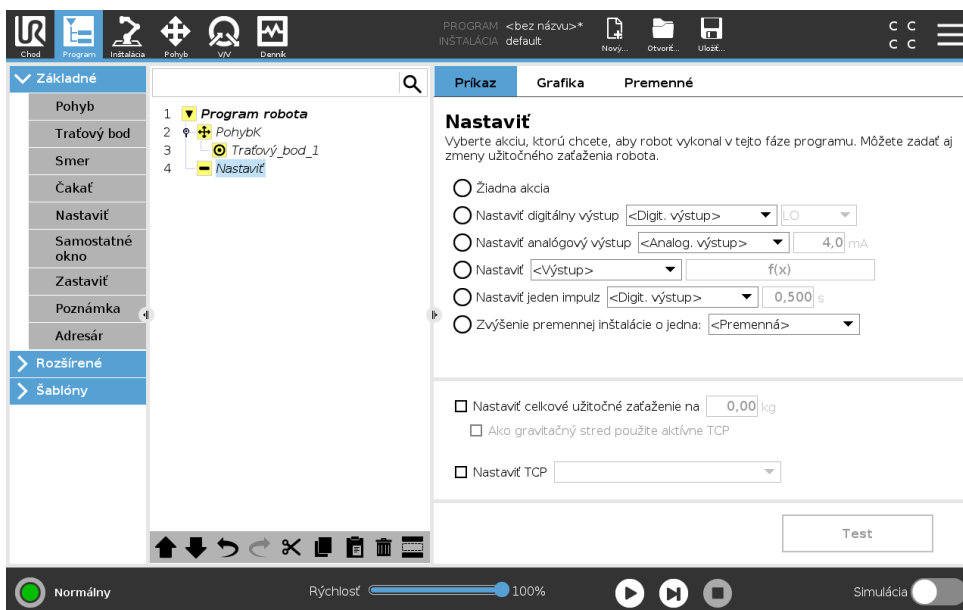 UR
PROGRAM <bez názvu>*
INŠTALÁCIA default
Chod Program Inštalácia Pohyb V/V Denník
Nový... Otvoriť... Uložiť...
C C
C C
Základné
Pohyb
Traťový bod
Smer
Čakať
Nastaviť
Samostatné
okno
Zastaviť
Poznámka
Adresár
Rozšírené
Šablóny
1 Program robota
2 PohybK
3 Traťový_bod_1
4 Nastaviť
Príkaz Grafika Premenné
Nastaviť
Vyberte akciu, ktorú chcete, aby robot vykonal v tejto fáze programu. Môžete zadať aj
zmeny užitočného zaťaženia robota.
Žiadna akcia
Nastaviť digitálny výstup <Digit. výstup> LO
Nastaviť analógový výstup <Analog. výstup> 4,0 mA
Nastaviť <Výstup> f(x)
Nastaviť jeden impulz <Digit. výstup> 0,500 s
Zvýšenie premennej inštalácie o jedna: <Premenná>
Nastaviť celkové užitočné zaťaženie na 0,00 kg
Ako gravitačný stred použite aktívne TCP
Nastaviť TCP
Test
Normálny
Rýchlosť 100%
Simulácia